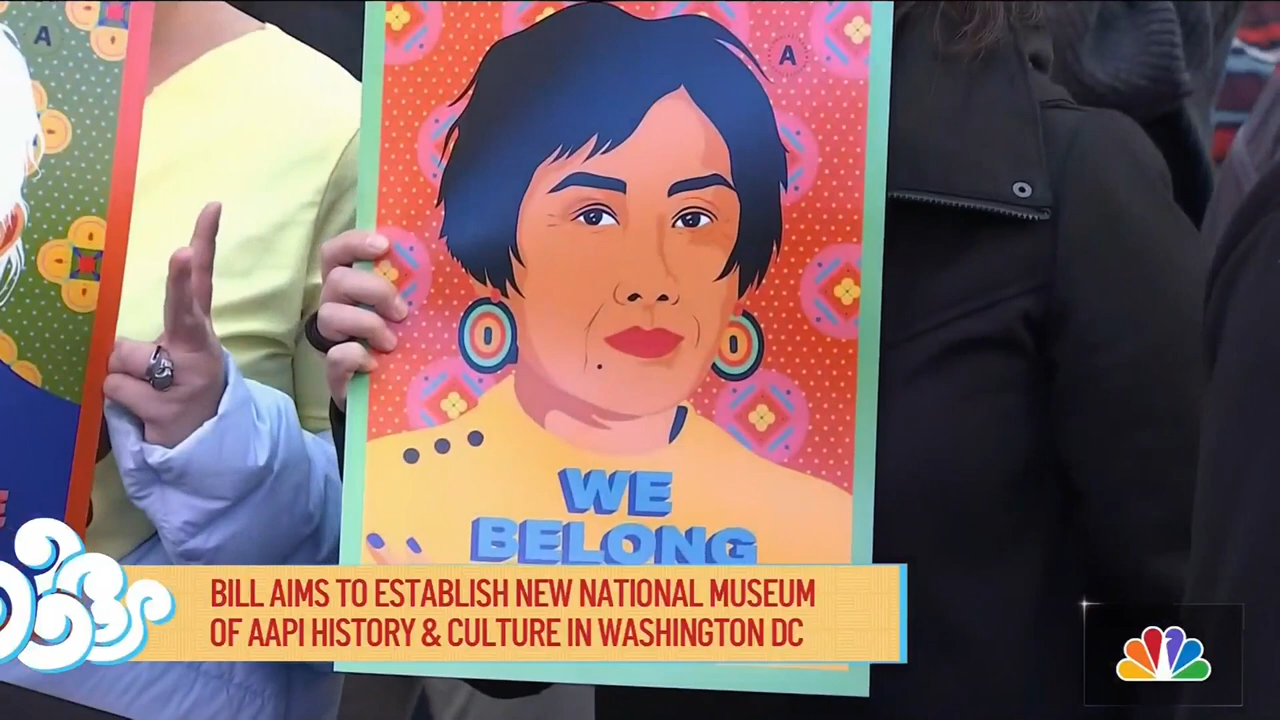 A
A
WE
BELONG
BILL AIMS TO ESTABLISH NEW NATIONAL MUSEUM
OF AAPI HISTORY & CULTURE IN WASHINGTON DC